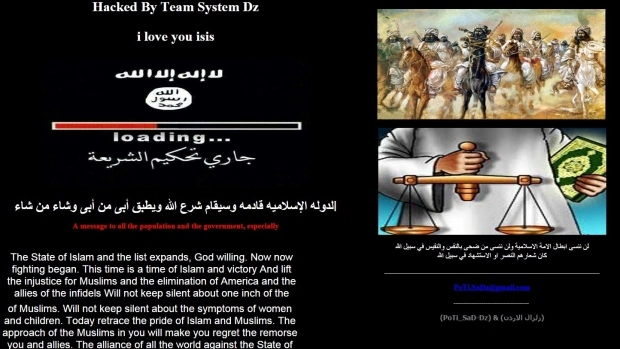 Hacked By Team System Dz
i love you isis
لا إله إلا الله
الله
رسول
محمد
loading...
جاري تحكيم الشريعة
الدوله الإسلاميه قادمه وسيقام شرع الله ويطبق أبى من أبى وشاء من شاء
A message to all the population and the government, especially
The State of Islam and the list expands, God willing. Now now
fighting began. This time is a time of Islam and victory And lift
the injustice for Muslims and the elimination of America and the
allies of the infidels Will not keep silent about one inch of the
of Muslims. Will not keep silent about the symptoms of women
and children. Today retrace the pride of Islam and Muslims. The
approach of the Muslims in you will make you regret the remorse
you and allies. The alliance of all the world against the State of
لن ننسى ابطال الامة الاسلامية ولن ننسى من ضحى بالنفس والنفيس في سبيل الله
كان شعارهم النصر او الاستشهاد في سبيل الله
PoTi.SaDz@gmail.com
(PoTi_SaD-Dz) & (زلزال الاردن)